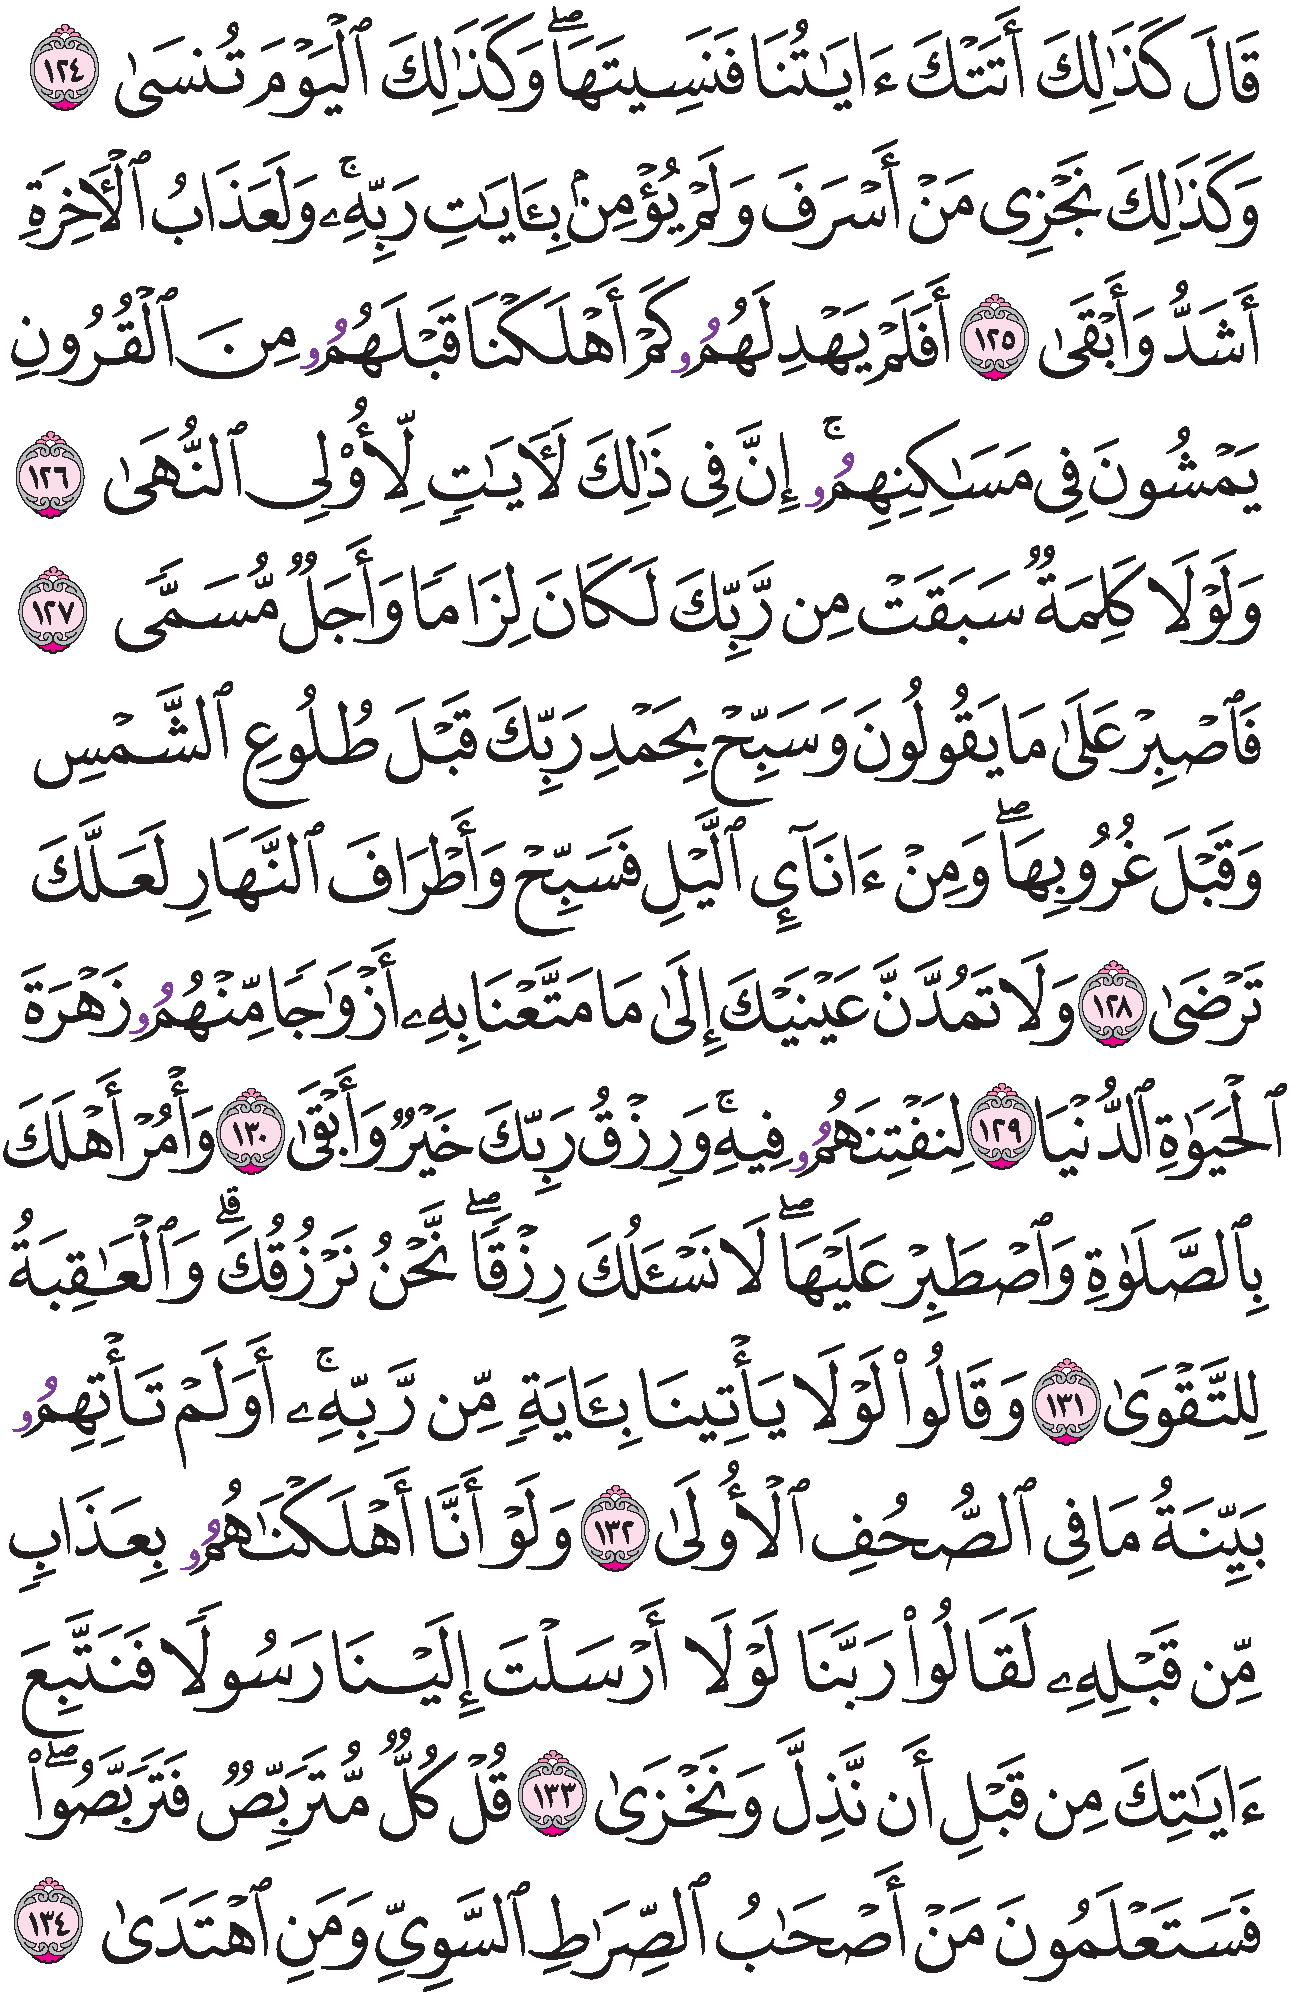 قَالَ كَذَٰلِكَ أَتَتْكَ ءَايَٰتُنَا فَنَسِيتَهَاۖ وَكَذَٰلِكَ ٱلْيَوْمَ تُنسَىٰ ١٢٤
وَكَذَٰلِكَ نَجْزِى مَنْ أَسْرَفَ وَلَمْ يُؤْمِنۢ بِـَٔايَٰتِ رَبِّهِۦۚ وَلَعَذَابُ ٱلْأَخِرَةِ
أَشَدُّ وَأَبْقَىٰ ١٢٥ أَفَلَمْ يَهْدِ لَهُمُۥ كَمْ أَهْلَكْنَا قَبْلَهُمُۥ مِنَ ٱلْقُرُونِ
يَمْشُونَ فِى مَسَٰكِنِهِمُۥۚ إِنَّ فِى ذَٰلِكَ لَأَيَٰتٍ لِّأُوْلِى ٱلنُّهَىٰ ١٢٦
وَلَوْلَا كَلِمَةٌ سَبَقَتْ مِن رَّبِّكَ لَكَانَ لِزَامًا وَأَجَلٌ مُّسَمًّى ١٢٧
فَٱصْبِرْ عَلَىٰ مَا يَقُولُونَ وَسَبِّحْ بِحَمْدِ رَبِّكَ قَبْلَ طُلُوعِ ٱلشَّمْسِ
وَقَبْلَ غُرُوبِهَاۖ وَمِنْ ءَانَآيِٕ ٱلَّيْلِ فَسَبِّحْ وَأَطْرَافَ ٱلنَّهَارِ لَعَلَّكَ
تَرْضَىٰ ١٢٨ وَلَا تَمُدَّنَّ عَيْنَيْكَ إِلَىٰ مَا مَتَّعْنَا بِهِۦ أَزْوَٰجًا مِّنْهُمُۥ زَهْرَةَ
ٱلْحَيَوٰةِ ٱلدُّنْيَا ١٢٩ لِنَفْتِنَهُمُۥ فِيهِۚ وَرِزْقُ رَبِّكَ خَيْرٌ وَأَبْقَىٰ ١٣٠ وَأْمُرْ أَهْلَكَ
بِٱلصَّلَوٰةِ وَٱصْطَبِرْ عَلَيْهَاۖ لَا نَسْـَٔلُكَ رِزْقًاۖ نَّحْنُ نَرْزُقُكَۗ وَٱلْعَٰقِبَةُ
لِلتَّقْوَىٰ ١٣١ وَقَالُواْ لَوْلَا يَأْتِينَا بِـَٔايَةٍ مِّن رَّبِّهِۦۚ أَوَلَمْ تَأْتِهِمُۥ
بَيِّنَةُ مَا فِى ٱلصُّحُفِ ٱلْأُولَىٰ ١٣٢ وَلَوْ أَنَّا أَهْلَكْنَٰهُمُۥ بِعَذَابٍ
مِّن قَبْلِهِۦ لَقَالُواْ رَبَّنَا لَوْلَا أَرْسَلْتَ إِلَيْنَا رَسُولًا فَنَتَّبِعَ
ءَايَٰتِكَ مِن قَبْلِ أَن نَّذِلَّ وَنَخْزَىٰ ١٣٣ قُلْ كُلٌّ مُّتَرَبِّصٌ فَتَرَبَّصُواْۖ
فَسَتَعْلَمُونَ مَنْ أَصْحَٰبُ ٱلصِّرَٰطِ ٱلسَّوِىِّ وَمَنِ ٱهْتَدَىٰ ١٣٤